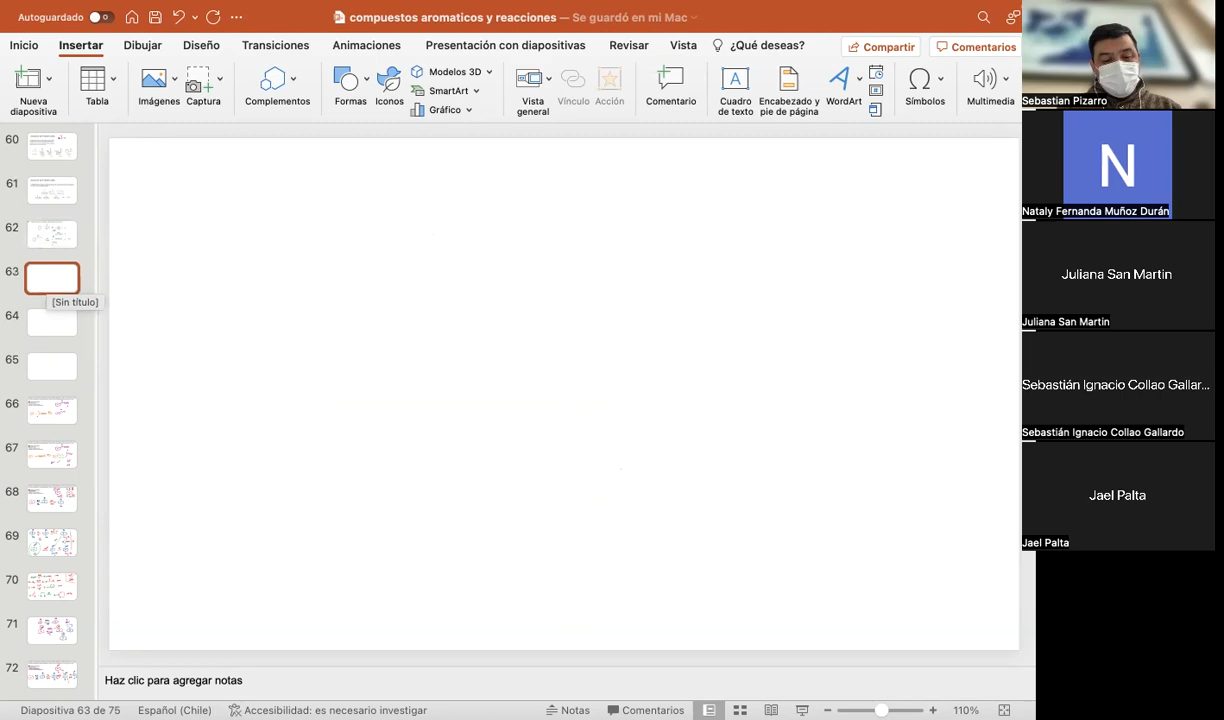 Autoguardado
compuestos aromaticos y reacciones — Se guardó en mi Mac
Inicio Insertar Dibujar Diseño Transiciones Animaciones Presentación con diapositivas Revisar Vista ¿Qué deseas? Compartir Comentarios
Nueva diapositiva
Tabla
Imágenes
Captura
Complementos
Formas
Iconos
Modelos 3D
SmartArt
Gráfico
Vista general
Vínculo
Acción
Comentario
Cuadro de texto
Encabezado y pie de página
WordArt
Símbolos
Multimedia
60
61
62
63
[Sin título]
64
65
66
67
68
69
70
71
72
Haz clic para agregar notas
Diapositiva 63 de 75 Español (Chile) Accesibilidad: es necesario investigar Notas Comentarios 110%
Sebastian Pizarro
N
Nataly Fernanda Muñoz Durán
Juliana San Martin
Juliana San Martin
Sebastián Ignacio Collao Gallar...
Sebastián Ignacio Collao Gallardo
Jael Palta
Jael Palta